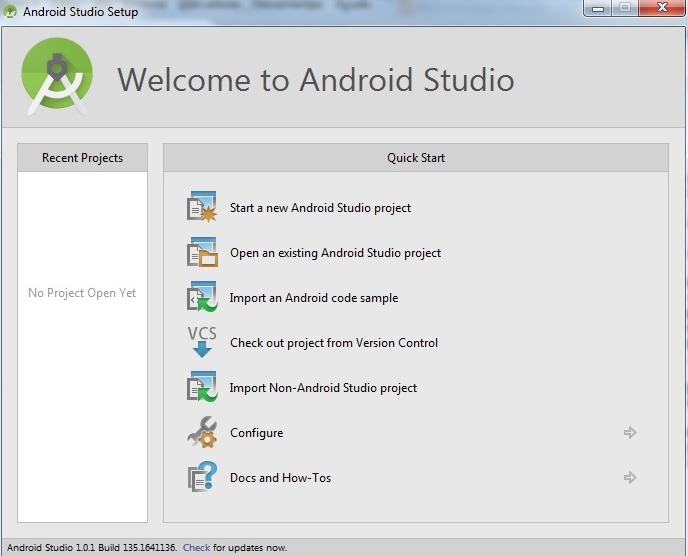 Android Studio Setup
Welcome to Android Studio
Recent Projects
No Project Open Yet
Quick Start
Start a new Android Studio project
Open an existing Android Studio project
Import an Android code sample
VCS
Check out project from Version Control
Import Non-Android Studio project
Configure
Docs and How-Tos
Android Studio 1.0.1 Build 135.1641136. Check for updates now.